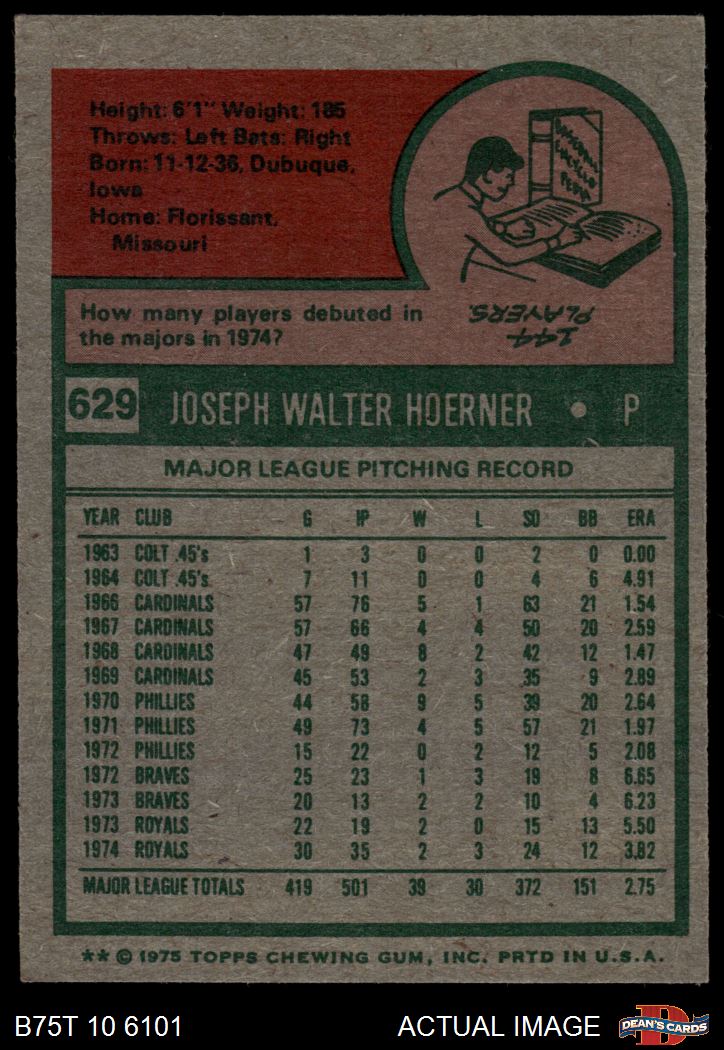 Height: 6'1" Weight: 185
Throws: Left Bats: Right
Born: 11-12-36, Dubuque,
Iowa
Home: Florissant,
Missouri
BASEBALL
ENCYCLO
PEDIA
How many players debuted in
the majors in 1974?
144
PLAYERS.
629 JOSEPH WALTER HOERNER • P
MAJOR LEAGUE PITCHING RECORD
YEAR CLUB G IP W L SO BB ERA
1963 COLT .45's 1 3 0 0 2 0 0.00
1964 COLT .45's 7 11 0 0 4 6 4.91
1966 CARDINALS 57 76 5 1 63 21 1.54
1967 CARDINALS 57 66 4 4 50 20 2.59
1968 CARDINALS 47 49 8 2 42 12 1.47
1969 CARDINALS 45 53 2 3 35 9 2.89
1970 PHILLIES 44 58 9 5 39 20 2.64
1971 PHILLIES 49 73 4 5 57 21 1.97
1972 PHILLIES 15 22 0 2 12 5 2.08
1972 BRAVES 25 23 1 3 19 8 6.65
1973 BRAVES 20 13 2 2 10 4 6.23
1973 ROYALS 22 19 2 0 15 13 5.50
1974 ROYALS 30 35 2 3 24 12 3.82
MAJOR LEAGUE TOTALS 419 501 39 30 372 151 2.75
** © 1975 TOPPS CHEWING GUM, INC. PRTD IN U.S.A.
B75T 10 6101 ACTUAL IMAGE
D
DEAN'S CARDS